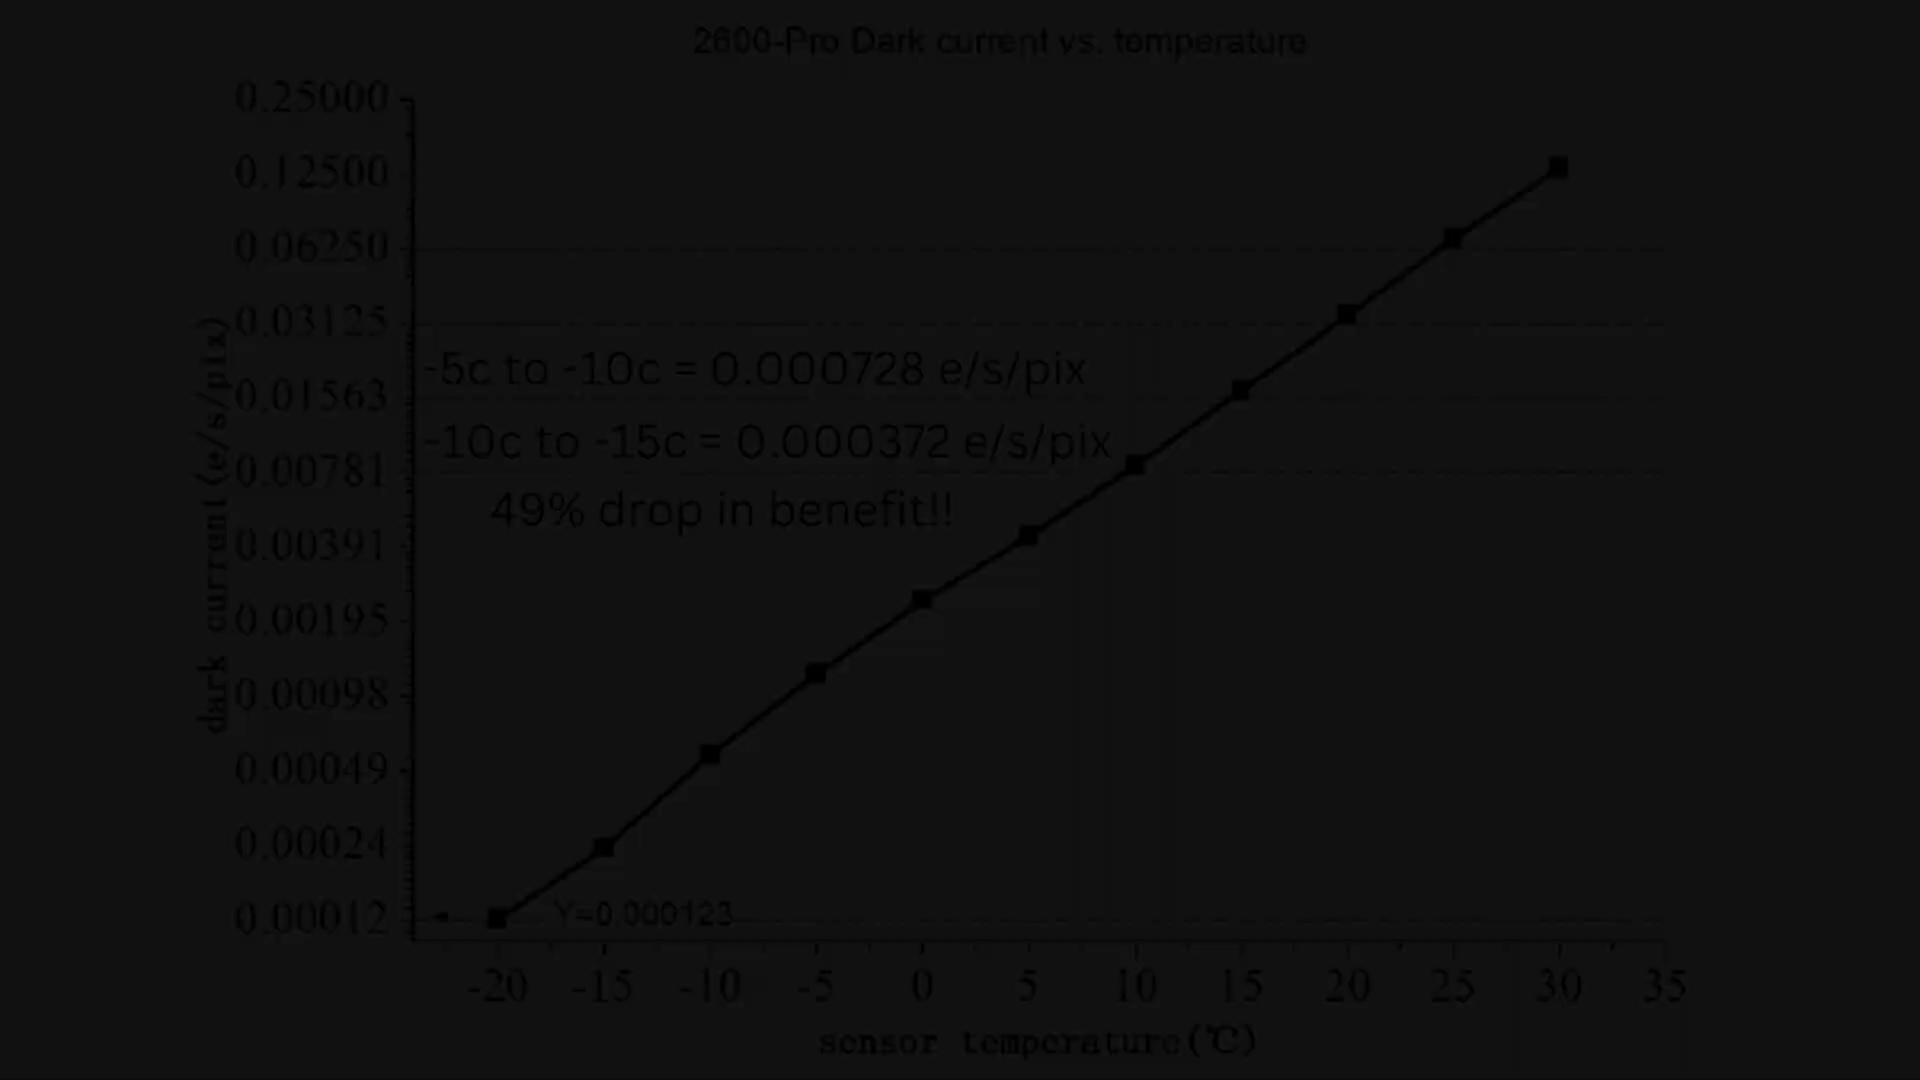 2600-Pro Dark current vs. temperature
0.25000
0.12500
0.06250
0.03125
0.01563
0.00781
0.00391
0.00195
0.00098
0.00049
0.00024
0.00012
dark current(e/s/pix)
-5c to -10c = 0.000728 e/s/pix
-10c to -15c = 0.000372 e/s/pix
49% drop in benefit!!
Y=0.000123
-20 -15 -10 -5 0 5 10 15 20 25 30 35
sensor temperature(℃)